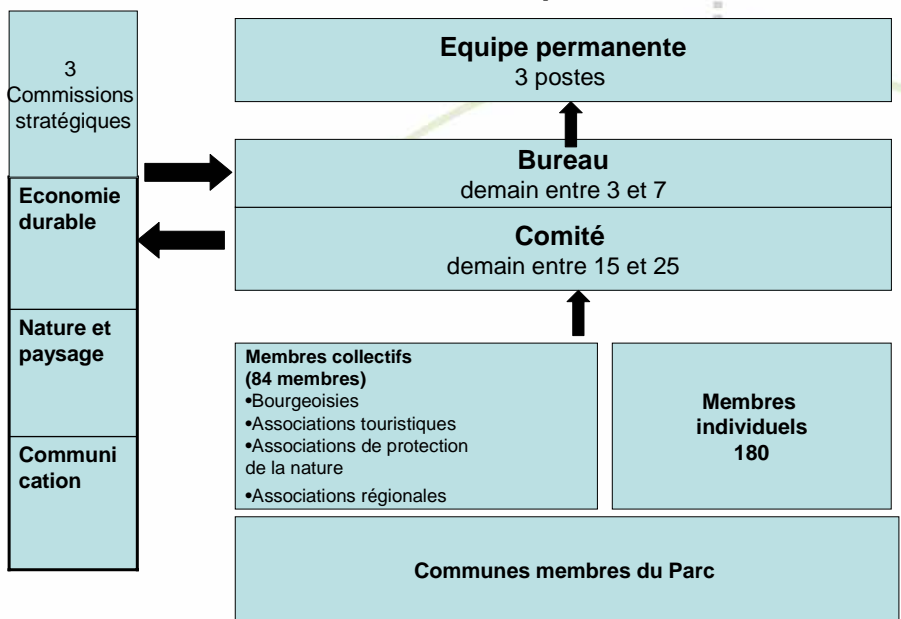 3
Commissions
stratégiques
Economie
durable
Nature et
paysage
Communi
cation
Equipe permanente
3 postes
Bureau
demain entre 3 et 7
Comité
demain entre 15 et 25
Membres collectifs
(84 membres)
•Bourgeoisies
•Associations touristiques
•Associations de protection
de la nature
•Associations régionales
Membres
individuels
180
Communes membres du Parc